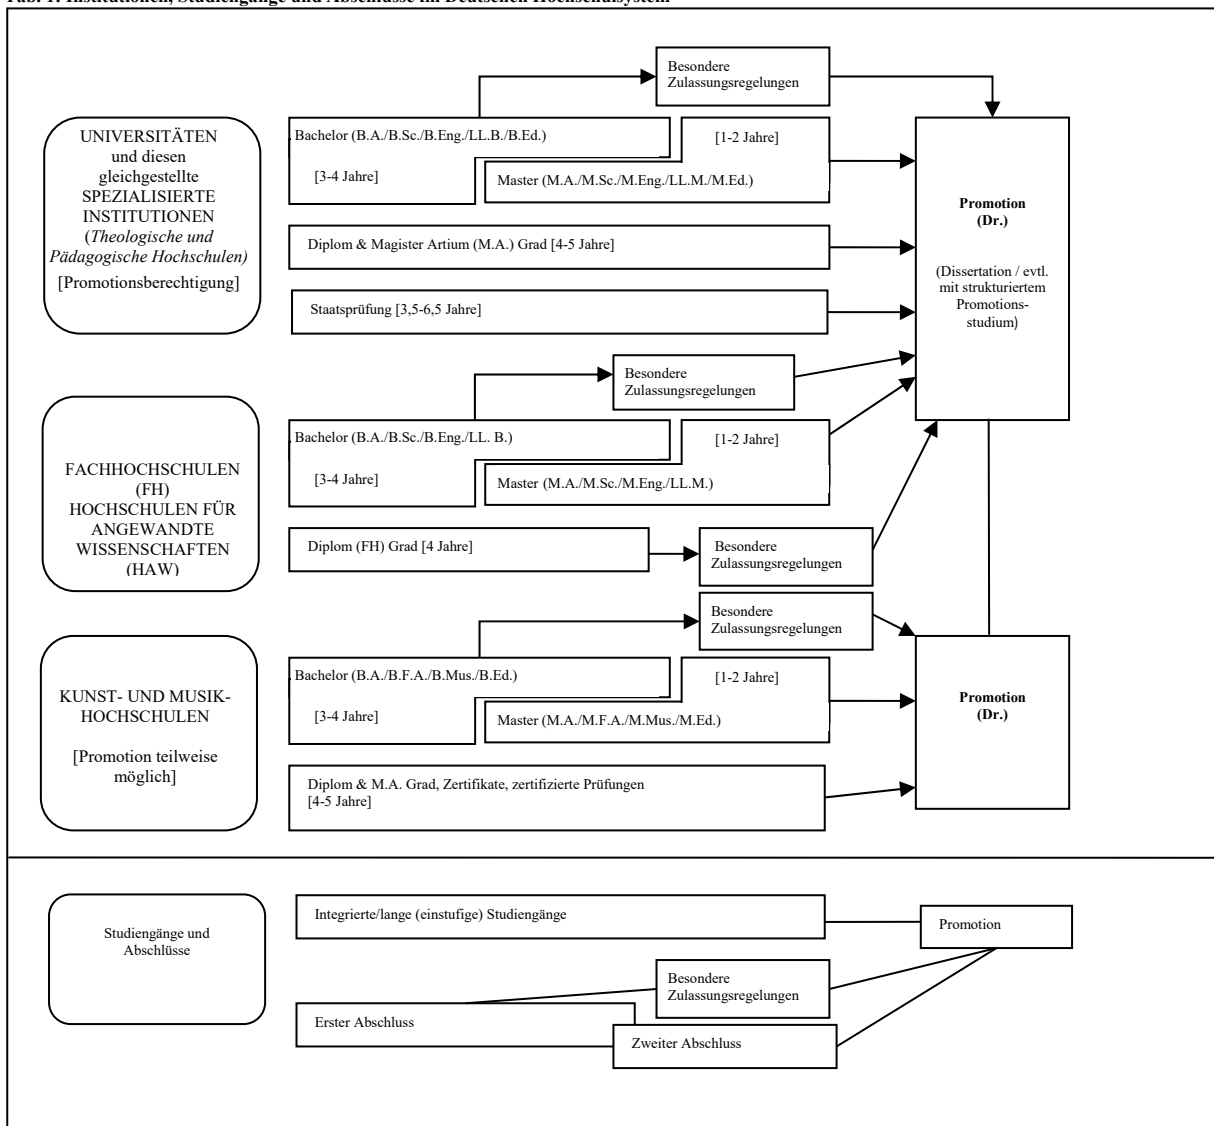 Tab. 1: Institutionen, Studiengänge und Abschlüsse im Deutschen Hochschulsystem
Besondere
Zulassungsregelungen
UNIVERSITÄTEN
und diesen
gleichgestellte
SPEZIALISIERTE
INSTITUTIONEN
(Theologische und
Pädagogische Hochschulen)
[Promotionsberechtigung]
Bachelor (B.A./B.Sc./B.Eng./LL.B./B.Ed.)
[1-2 Jahre]
[3-4 Jahre]
Master (M.A./M.Sc./M.Eng./LL.M./M.Ed.)
Diplom & Magister Artium (M.A.) Grad [4-5 Jahre]
Staatsprüfung [3,5-6,5 Jahre]
Promotion
(Dr.)
(Dissertation / evtl.
mit strukturiertem
Promotions-
studium)
Besondere
Zulassungsregelungen
FACHHOCHSCHULEN
(FH)
HOCHSCHULEN FÜR
ANGEWANDTE
WISSENSCHAFTEN
(HAW)
Bachelor (B.A./B.Sc./B.Eng./LL. B.)
[1-2 Jahre]
[3-4 Jahre]
Master (M.A./M.Sc./M.Eng./LL.M.)
Diplom (FH) Grad [4 Jahre]
Besondere
Zulassungsregelungen
Besondere
Zulassungsregelungen
KUNST- UND MUSIK-
HOCHSCHULEN
[Promotion teilweise
möglich]
Bachelor (B.A./B.F.A./B.Mus./B.Ed.)
[1-2 Jahre]
[3-4 Jahre]
Master (M.A./M.F.A./M.Mus./M.Ed.)
Diplom & M.A. Grad, Zertifikate, zertifizierte Prüfungen
[4-5 Jahre]
Promotion
(Dr.)
Studiengänge und
Abschlüsse
Integrierte/lange (einstufige) Studiengänge
Promotion
Besondere
Zulassungsregelungen
Erster Abschluss
Zweiter Abschluss